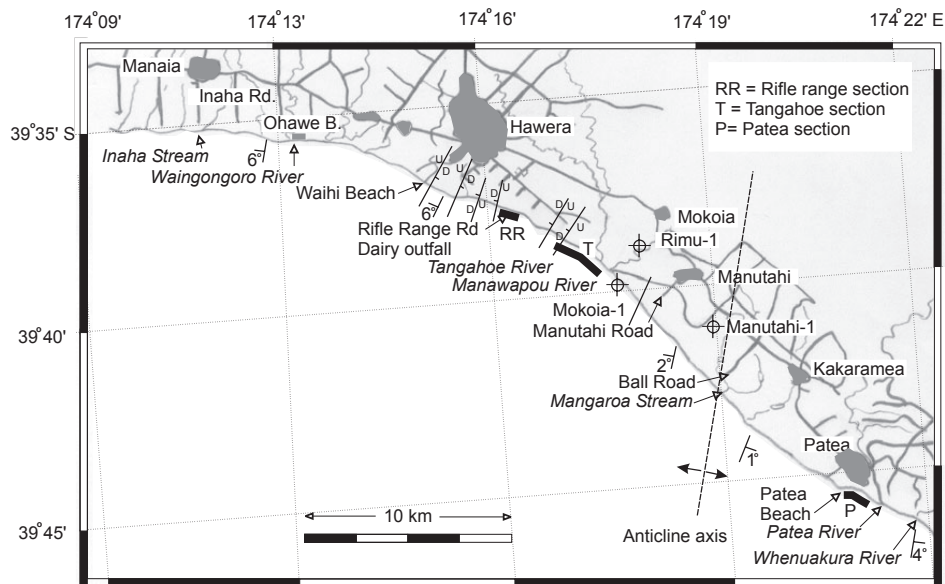 174°09'
174°13'
174°16'
174°19'
174°22' E
Manaia
Inaha Rd.
Ohawe B.
Hawera
RR = Rifle range section
T = Tangahoe section
P= Patea section
39°35' S
Inaha Stream
6°
Waingongoro River
Waihi Beach
U
D
U
D
D
U
D
U
D
U
D
U
6°
Rifle Range Rd
Dairy outfall
RR
T
Mokoia
Rimu-1
Tangahoe River
Manawapou River
Manutahi
Mokoia-1
Manutahi Road
Manutahi-1
39°40'
2°
Ball Road
Mangaroa Stream
Kakaramea
1°
Patea
Patea
Beach
P
Patea River
Whenuakura River
4°
10 km
Anticline axis
39°45'